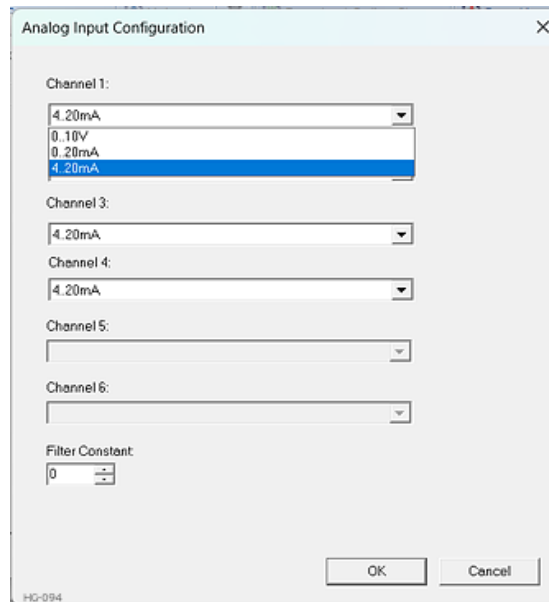 Analog Input Configuration
Channel 1:
4..20mA
0..10V
0..20mA
4..20mA
Channel 3:
4..20mA
Channel 4:
4..20mA
Channel 5:
Channel 6:
Filter Constant:
0
OK Cancel
HG-094